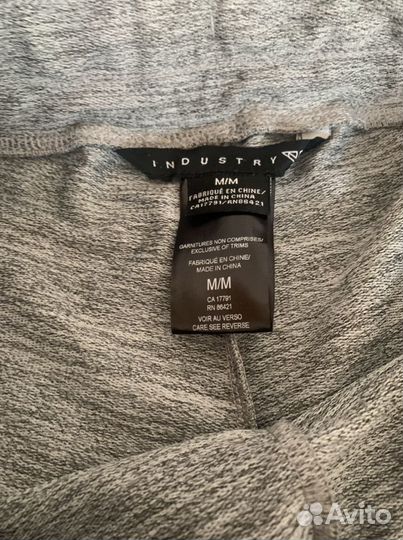 INDUSTRY
M/M
FABRIQUÉ EN CHINE/
MADE IN CHINA
CA17791/RN86421
GARNITURES NON COMPRISES/
EXCLUSIVE OF TRIMS
FABRIQUÉ EN CHINE/
MADE IN CHINA
M/M
CA 17791
RN 86421
VOIR AU VERSO
CARE SEE REVERSE
Avito